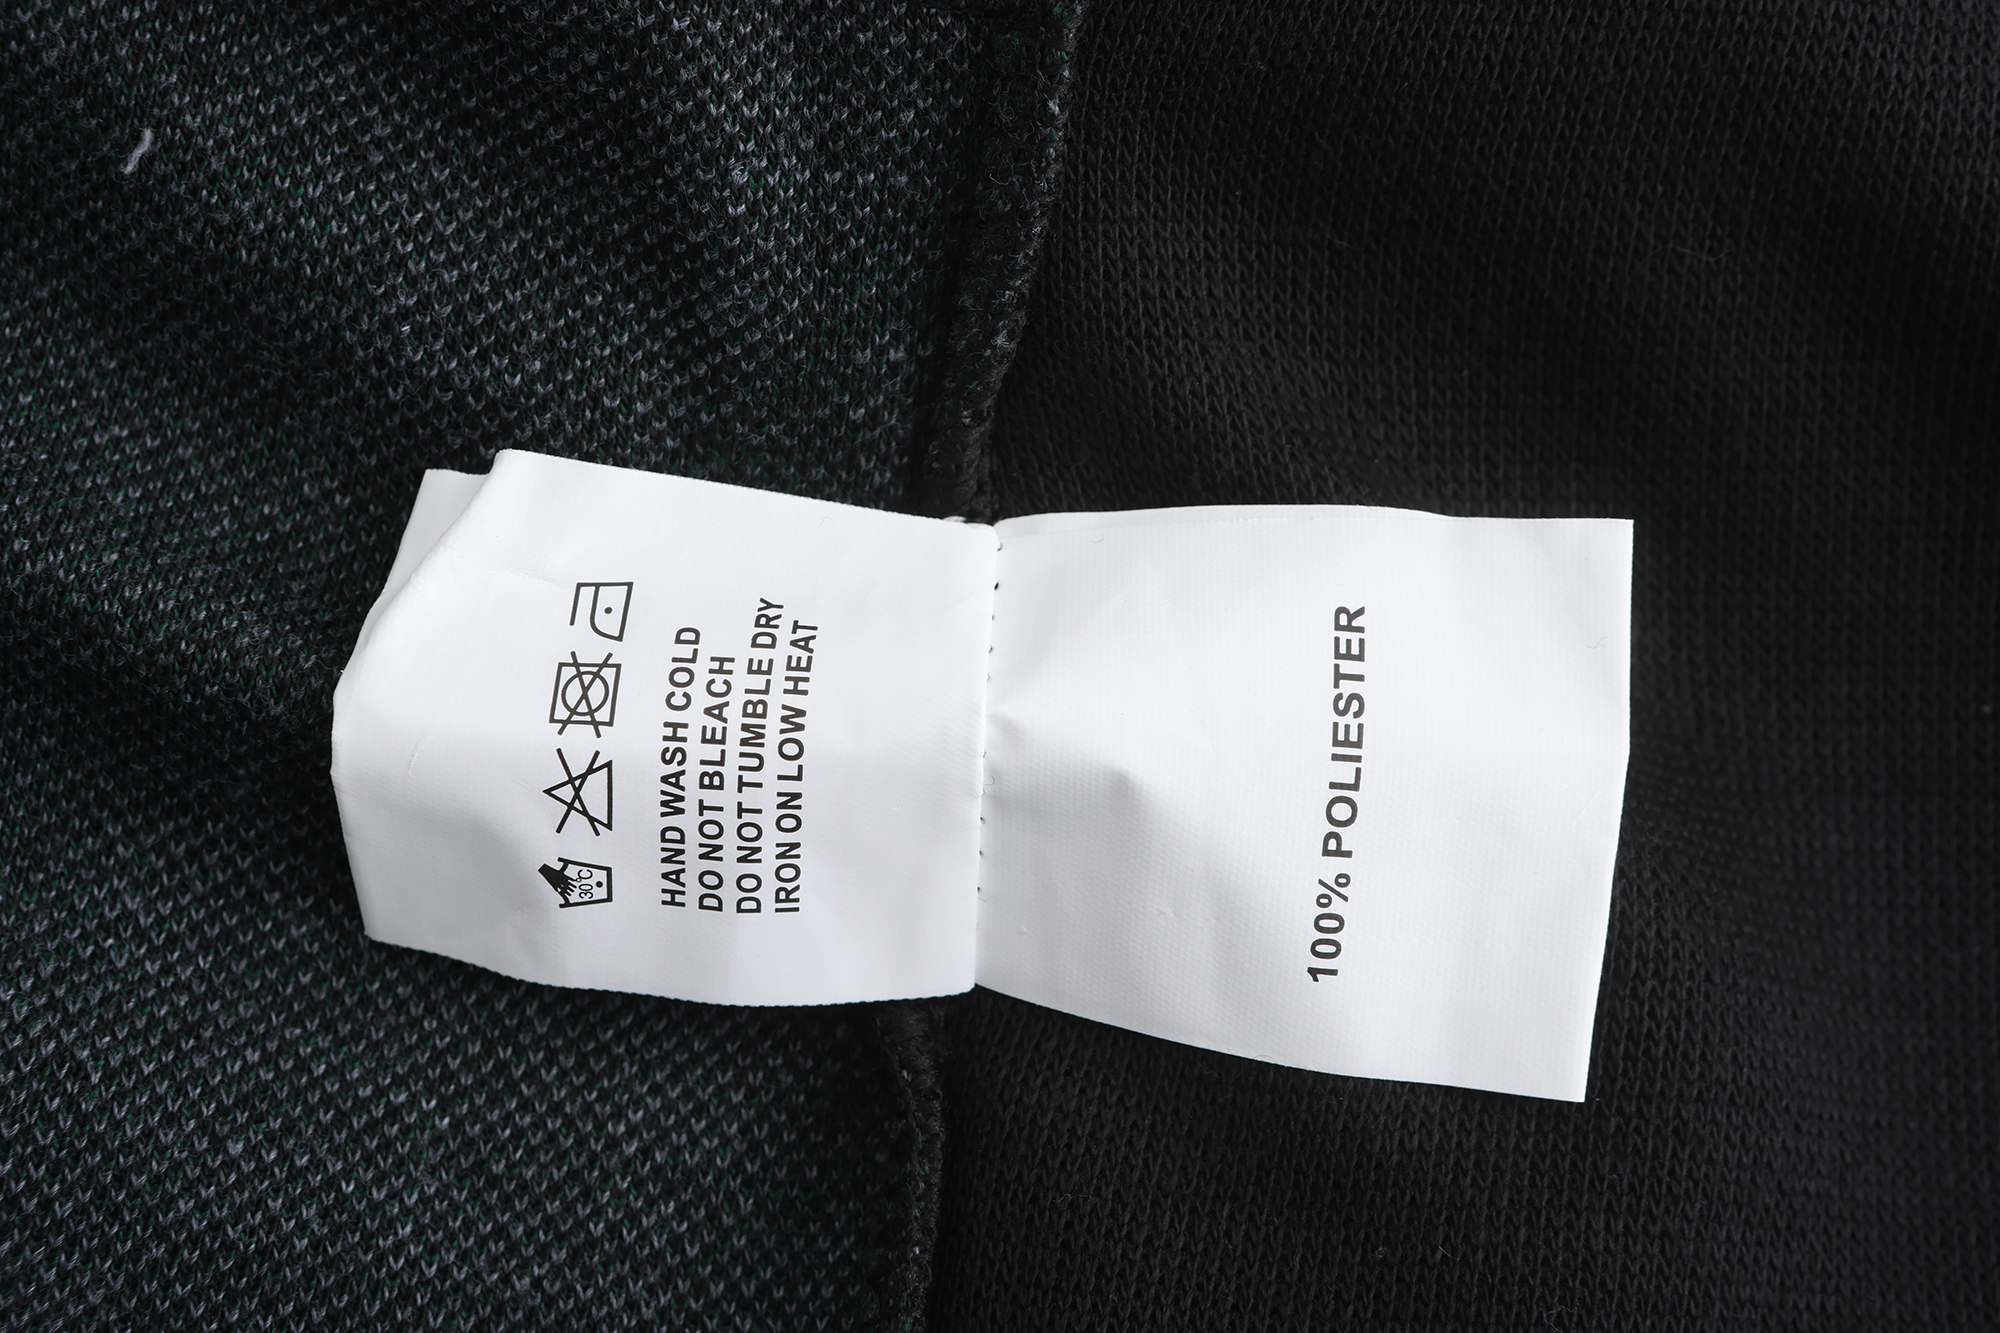 30°C
HAND WASH COLD
DO NOT BLEACH
DO NOT TUMBLE DRY
IRON ON LOW HEAT
100% POLIESTER